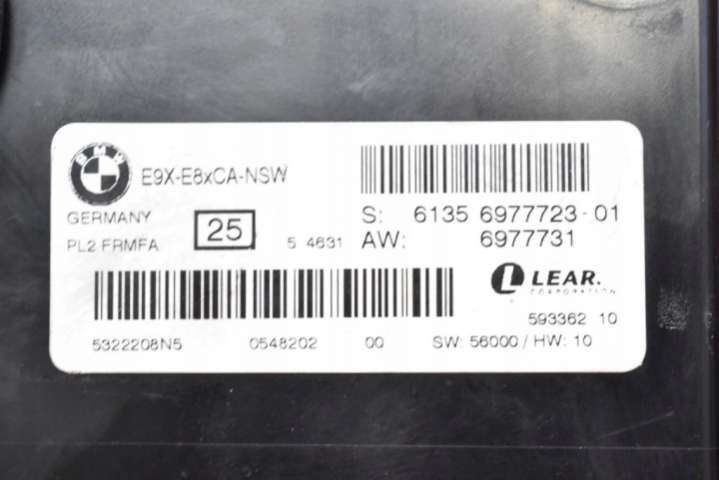 BMW
E9X-E8xCA-NSW
GERMANY
PL2 FRMFA
25
5 4631
S: 6135 6977723-01
AW: 6977731
LEAR.
CORPORATION
593362 10
5322208N5 0548202 00 SW: 56000 / HW: 10